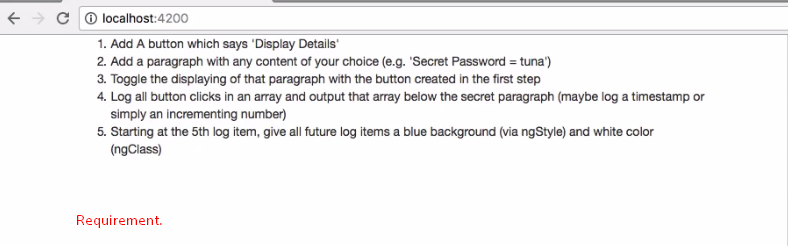 localhost:4200
1. Add A button which says 'Display Details'
2. Add a paragraph with any content of your choice (e.g. 'Secret Password = tuna')
3. Toggle the displaying of that paragraph with the button created in the first step
4. Log all button clicks in an array and output that array below the secret paragraph (maybe log a timestamp or
simply an incrementing number)
5. Starting at the 5th log item, give all future log items a blue background (via ngStyle) and white color
(ngClass)
Requirement.